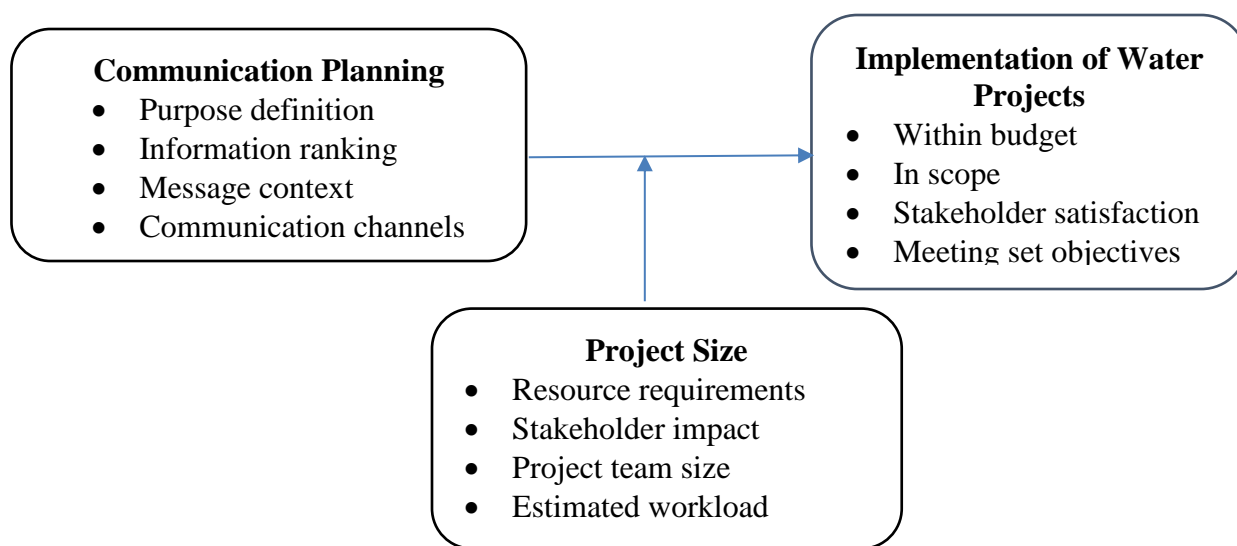 Communication Planning
• Purpose definition
• Information ranking
• Message context
• Communication channels
Implementation of Water
Projects
• Within budget
• In scope
• Stakeholder satisfaction
• Meeting set objectives
Project Size
• Resource requirements
• Stakeholder impact
• Project team size
• Estimated workload